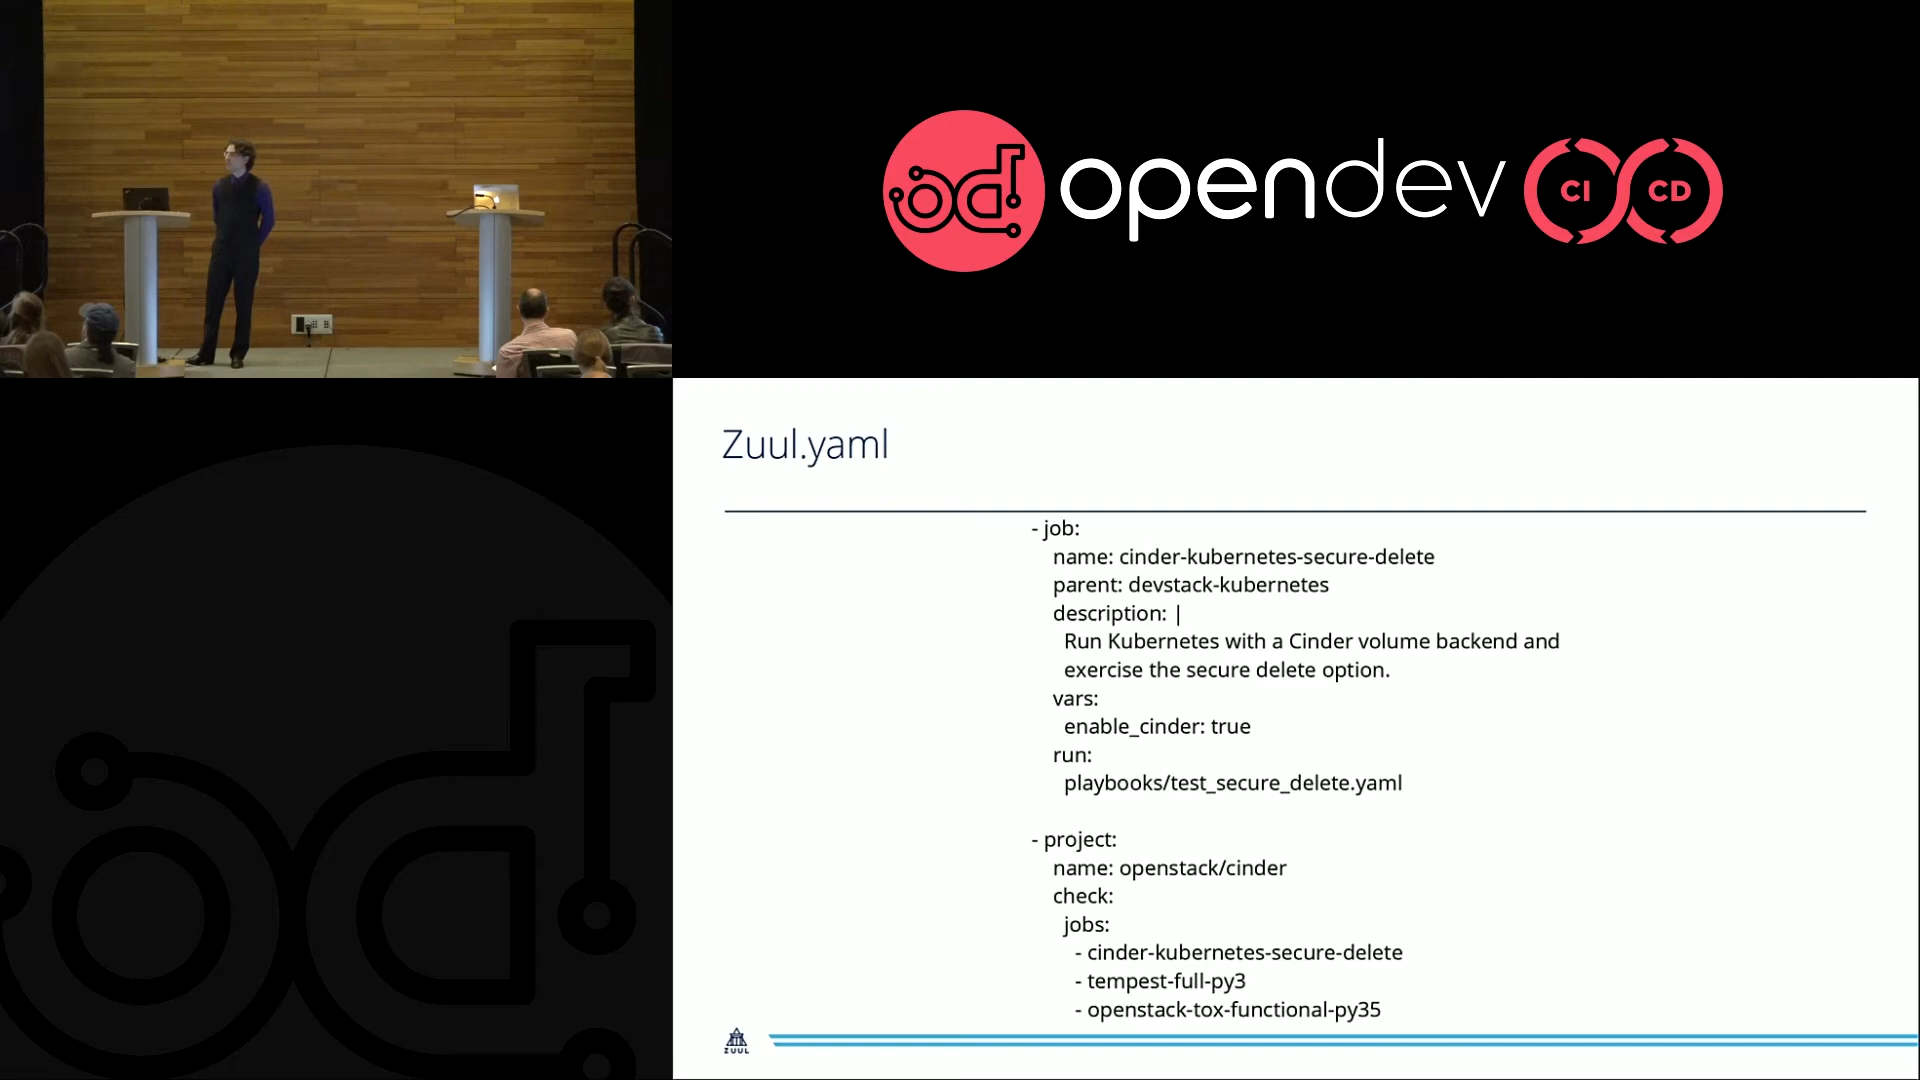 od
opendev
CI
CD
Zuul.yaml
- job:
name: cinder-kubernetes-secure-delete
parent: devstack-kubernetes
description: |
Run Kubernetes with a Cinder volume backend and
exercise the secure delete option.
vars:
enable_cinder: true
run:
playbooks/test_secure_delete.yaml
- project:
name: openstack/cinder
check:
jobs:
- cinder-kubernetes-secure-delete
- tempest-full-py3
- openstack-tox-functional-py35
ZUUL